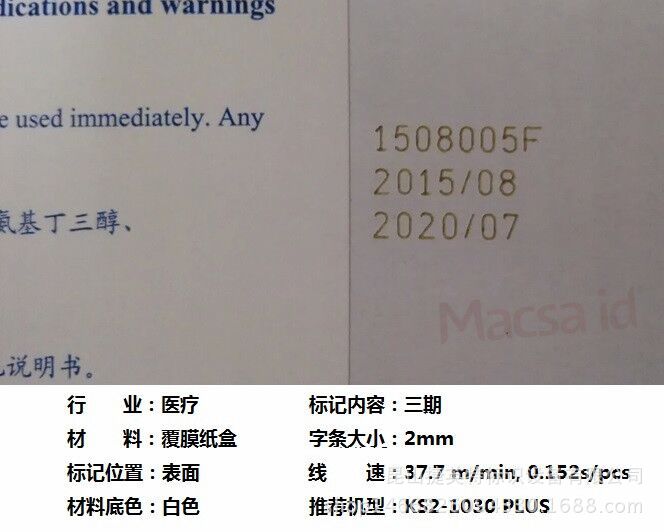 dications and warnings
e used immediately. Any
氨基丁三醇、
说明书。
1508005F
2015/08
2020/07
Macsa id
行 业：医疗
标记内容：三期
材 料：覆膜纸盒
字条大小：2mm
标记位置：表面
线 速：37.7 m/min, 0.152s/pcs
材料底色：白色
推荐机型：KS2-1080 PLUS